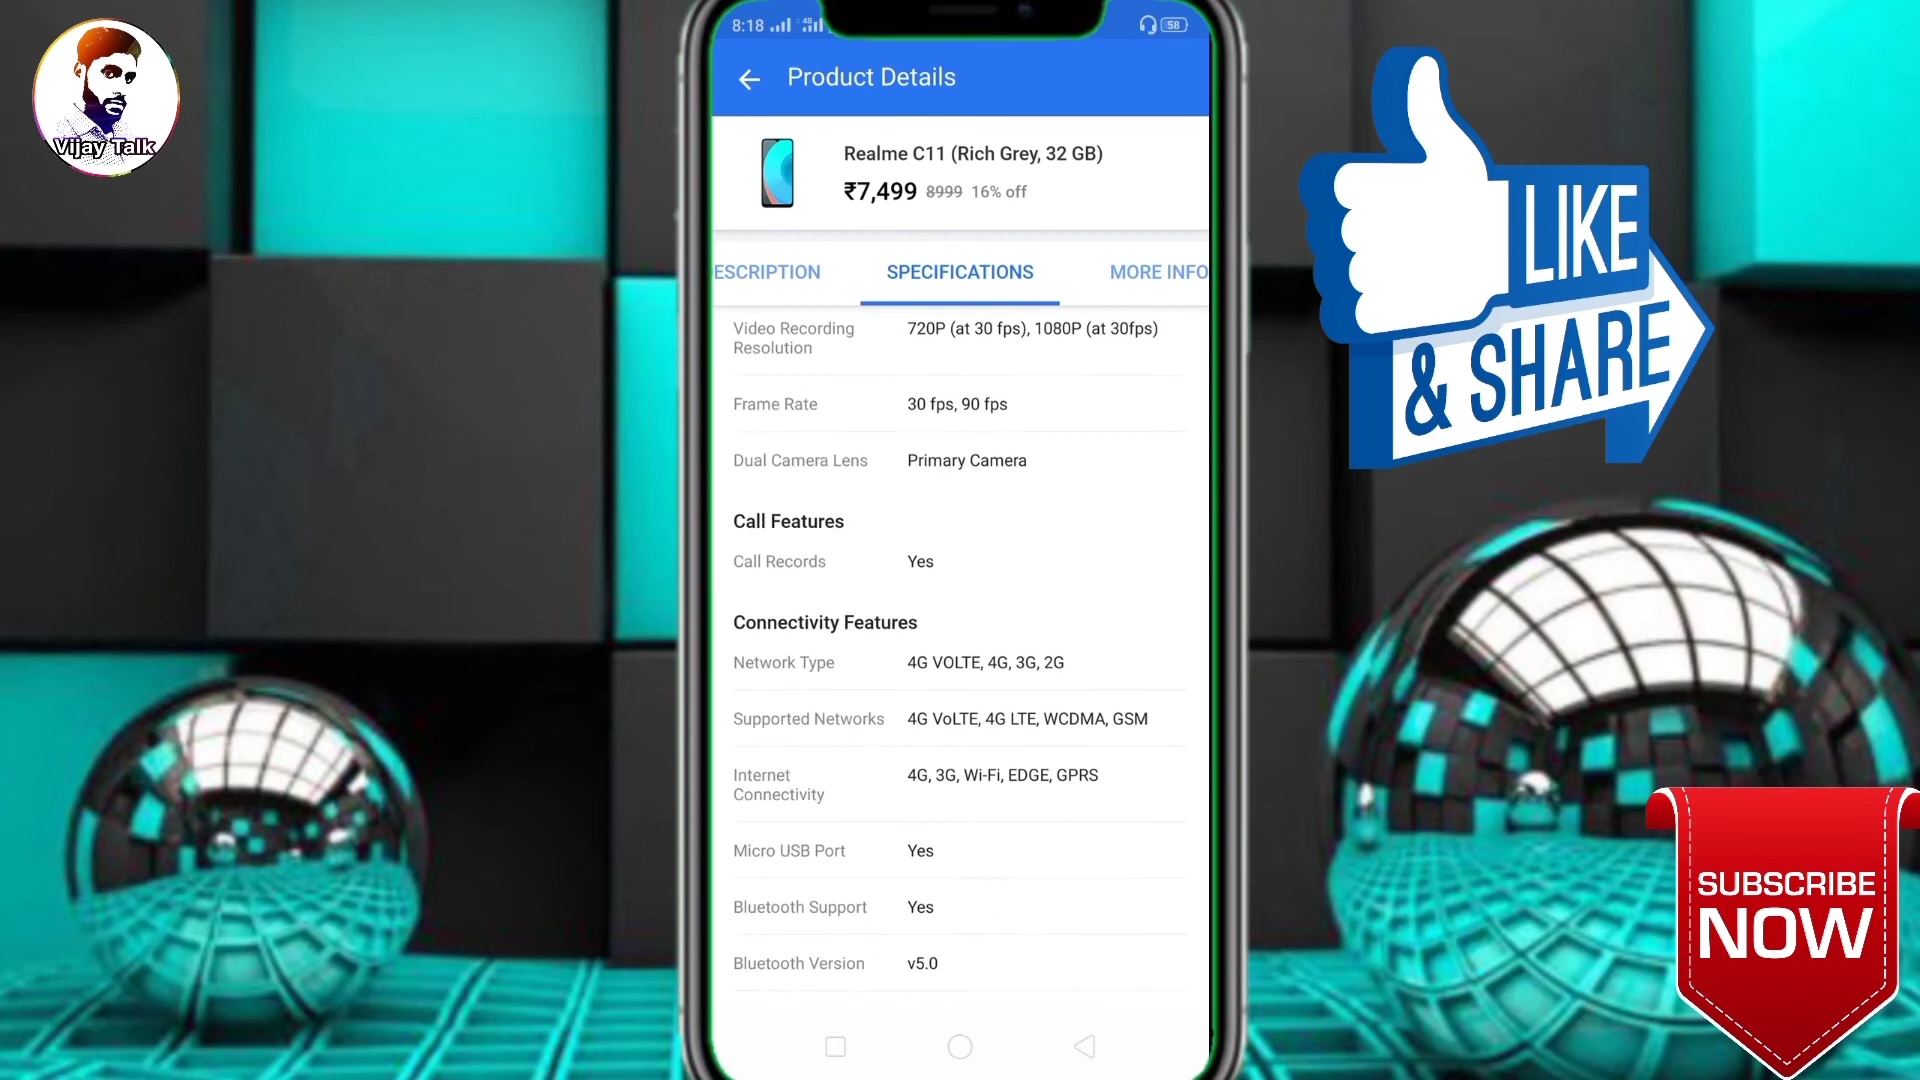 Vijay Talk
8:18
58
Product Details
Realme C11 (Rich Grey, 32 GB)
₹7,499 8999 16% off
ESCRIPTION SPECIFICATIONS MORE INFO
Video Recording Resolution 720P (at 30 fps), 1080P (at 30fps)
Frame Rate 30 fps, 90 fps
Dual Camera Lens Primary Camera
Call Features
Call Records Yes
Connectivity Features
Network Type 4G VOLTE, 4G, 3G, 2G
Supported Networks 4G VoLTE, 4G LTE, WCDMA, GSM
Internet Connectivity 4G, 3G, Wi-Fi, EDGE, GPRS
Micro USB Port Yes
Bluetooth Support Yes
Bluetooth Version v5.0
LIKE
& SHARE
SUBSCRIBE
NOW